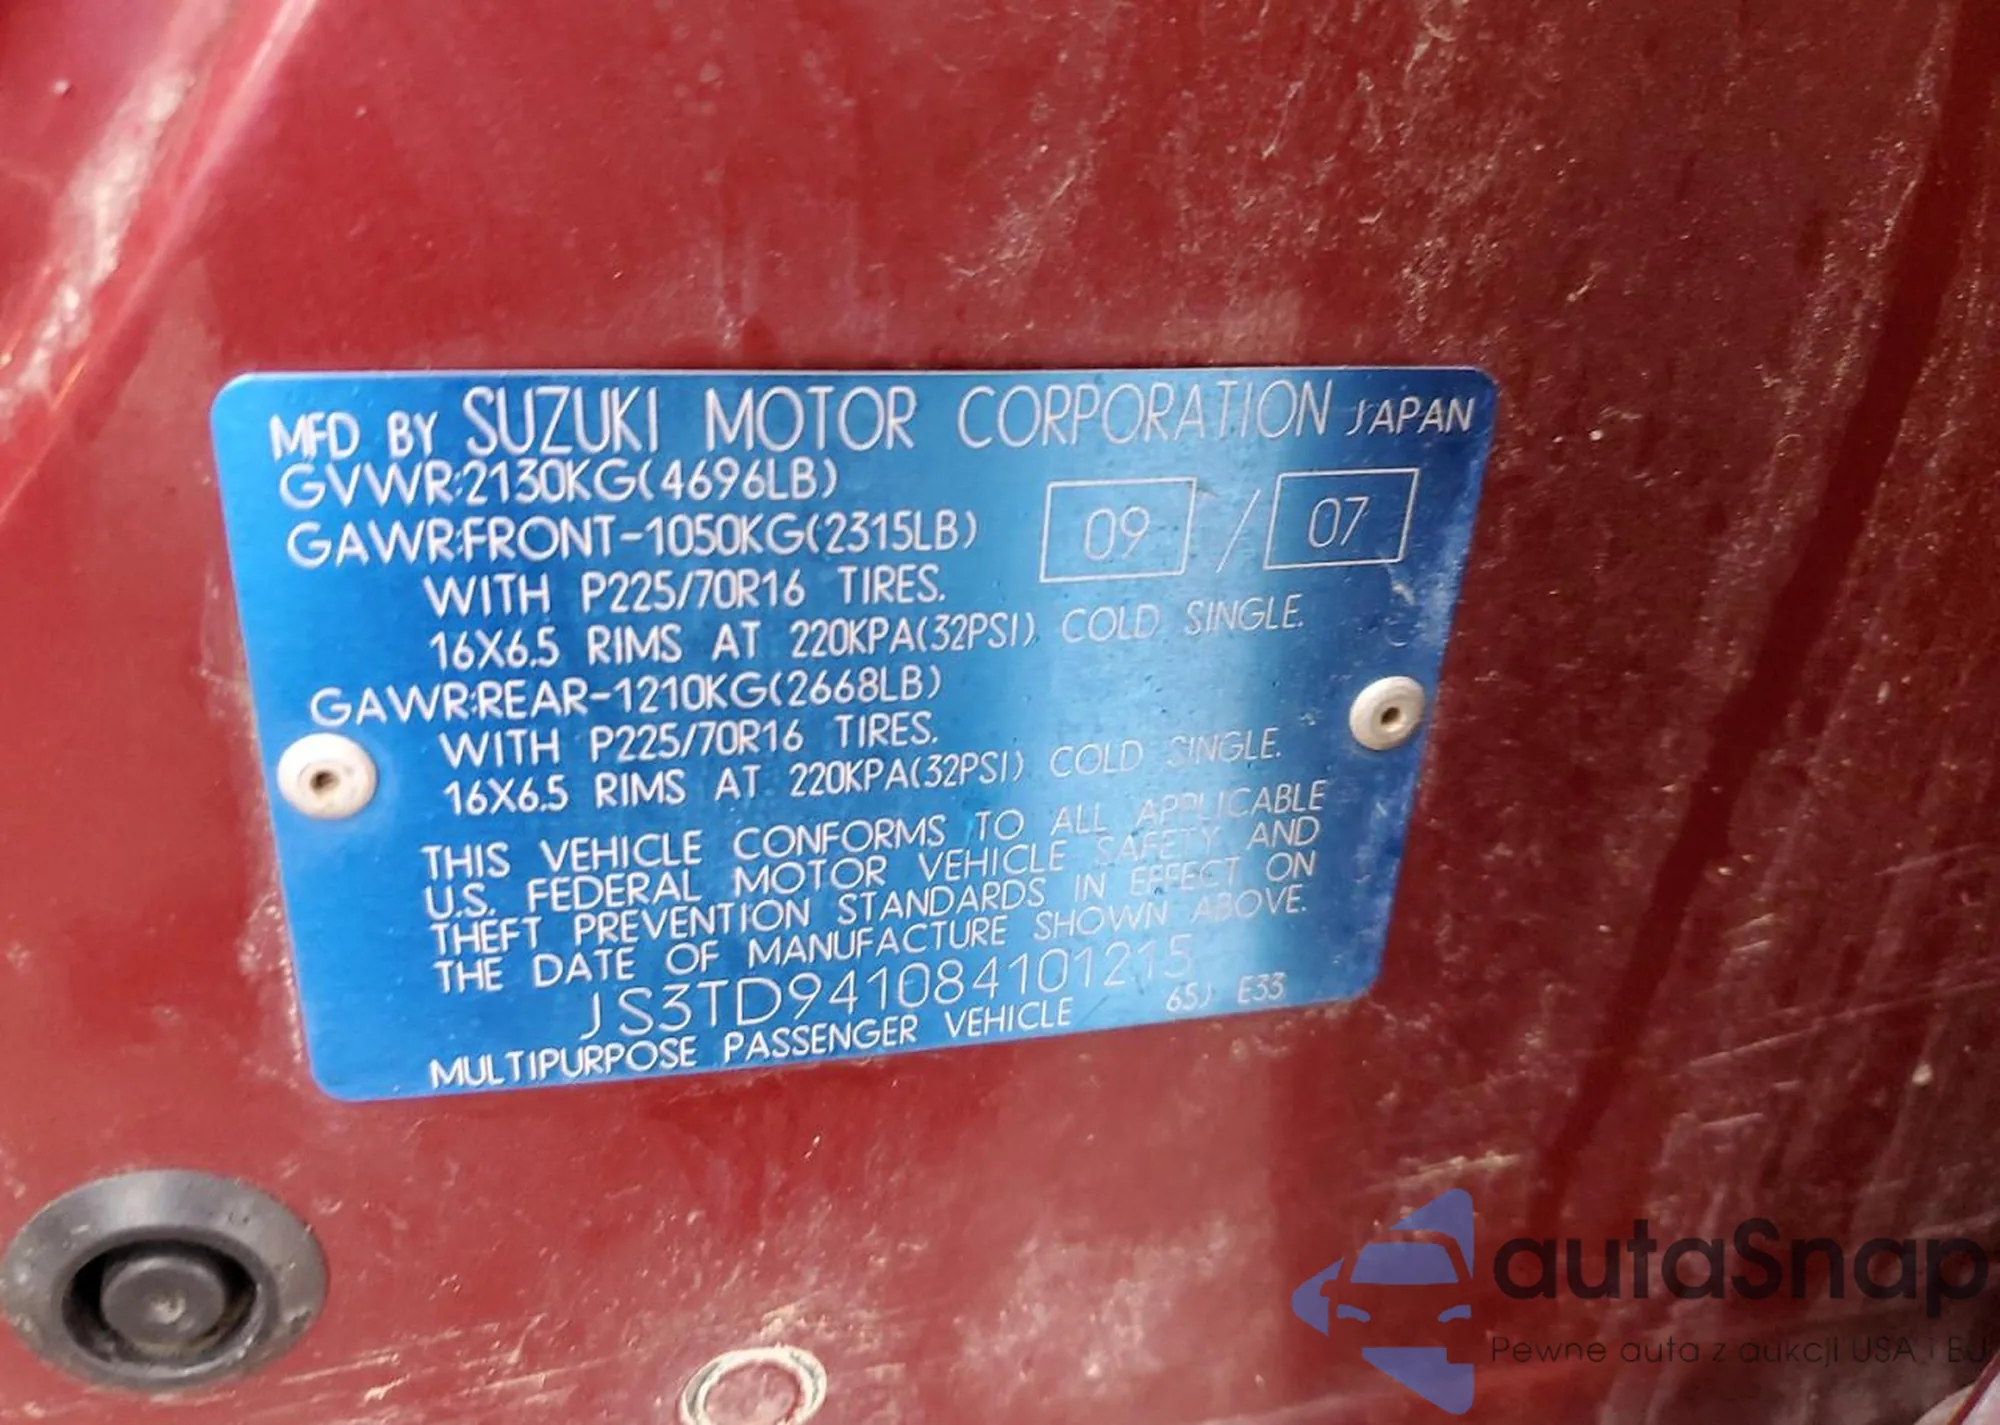 MFD BY SUZUKI MOTOR CORPORATION JAPAN
GVWR:2130KG(4696LB)
GAWR:FRONT-1050KG(2315LB) 09 / 07
WITH P225/70R16 TIRES.
16X6.5 RIMS AT 220KPA(32PSI) COLD SINGLE.
GAWR:REAR-1210KG(2668LB)
WITH P225/70R16 TIRES.
16X6.5 RIMS AT 220KPA(32PSI) COLD SINGLE.
THIS VEHICLE CONFORMS TO ALL APPLICABLE
U.S. FEDERAL MOTOR VEHICLE SAFETY AND
THEFT PREVENTION STANDARDS IN EFFECT ON
THE DATE OF MANUFACTURE SHOWN ABOVE.
JS3TD941084101215
MULTIPURPOSE PASSENGER VEHICLE 65J E33
autaSnap
Pewne auta z aukcji USA i EU